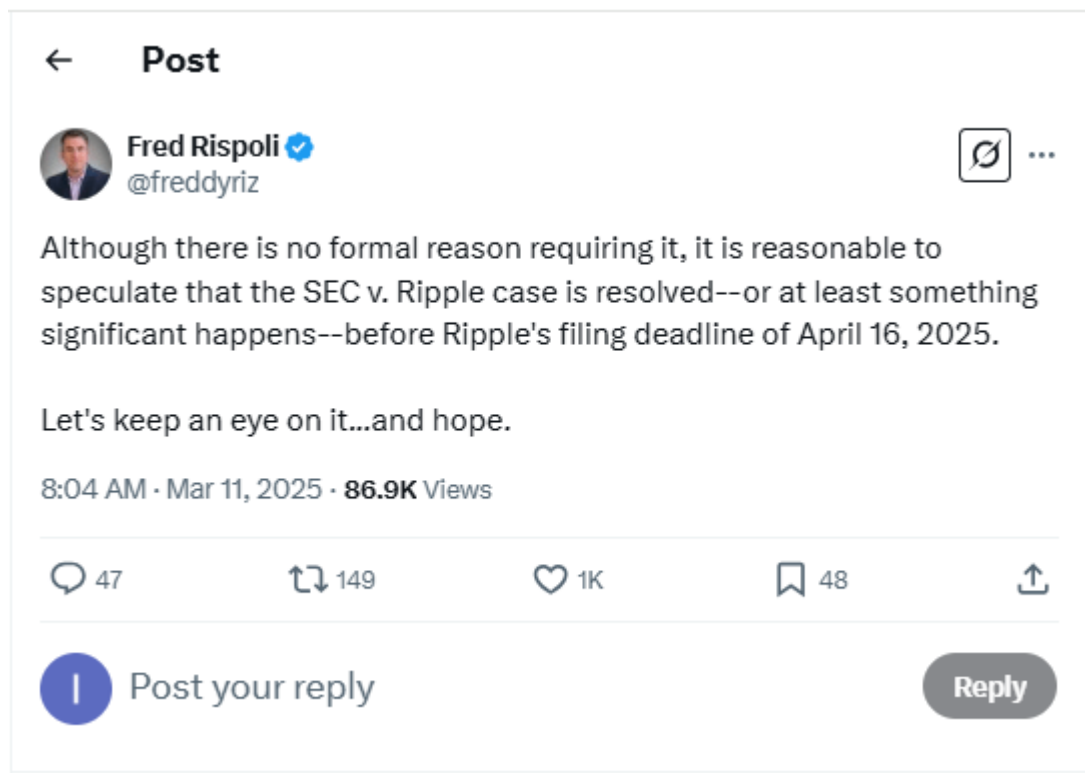 Post
Fred Rispoli
@freddyriz
Although there is no formal reason requiring it, it is reasonable to
speculate that the SEC v. Ripple case is resolved--or at least something
significant happens--before Ripple's filing deadline of April 16, 2025.
Let's keep an eye on it...and hope.
8:04 AM · Mar 11, 2025 · 86.9K Views
47 149 1K 48
I Post your reply Reply